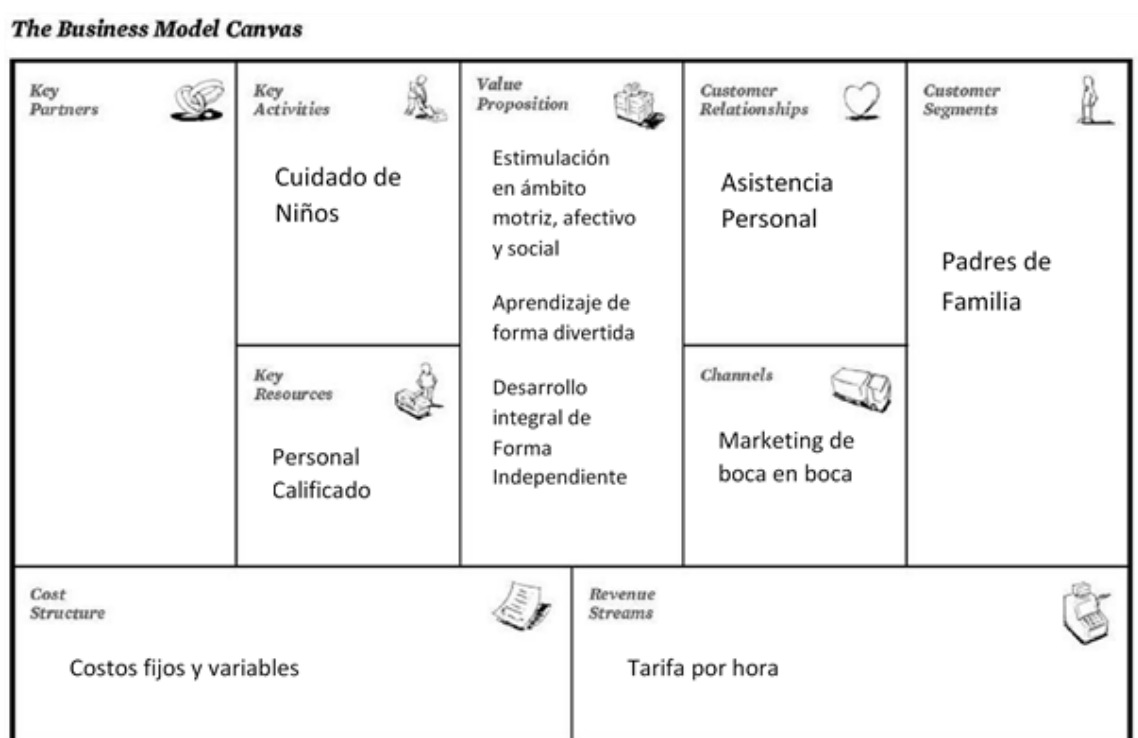 The Business Model Canvas
Key
Partners
Key
Activities
Cuidado de
Niños
Key
Resources
Personal
Calificado
Value
Proposition
Estimulación
en ámbito
motriz, afectivo
y social
Aprendizaje de
forma divertida
Desarrollo
integral de
Forma
Independiente
Customer
Relationships
Asistencia
Personal
Channels
Marketing de
boca en boca
Customer
Segments
Padres de
Familia
Cost
Structure
Costos fijos y variables
Revenue
Streams
Tarifa por hora